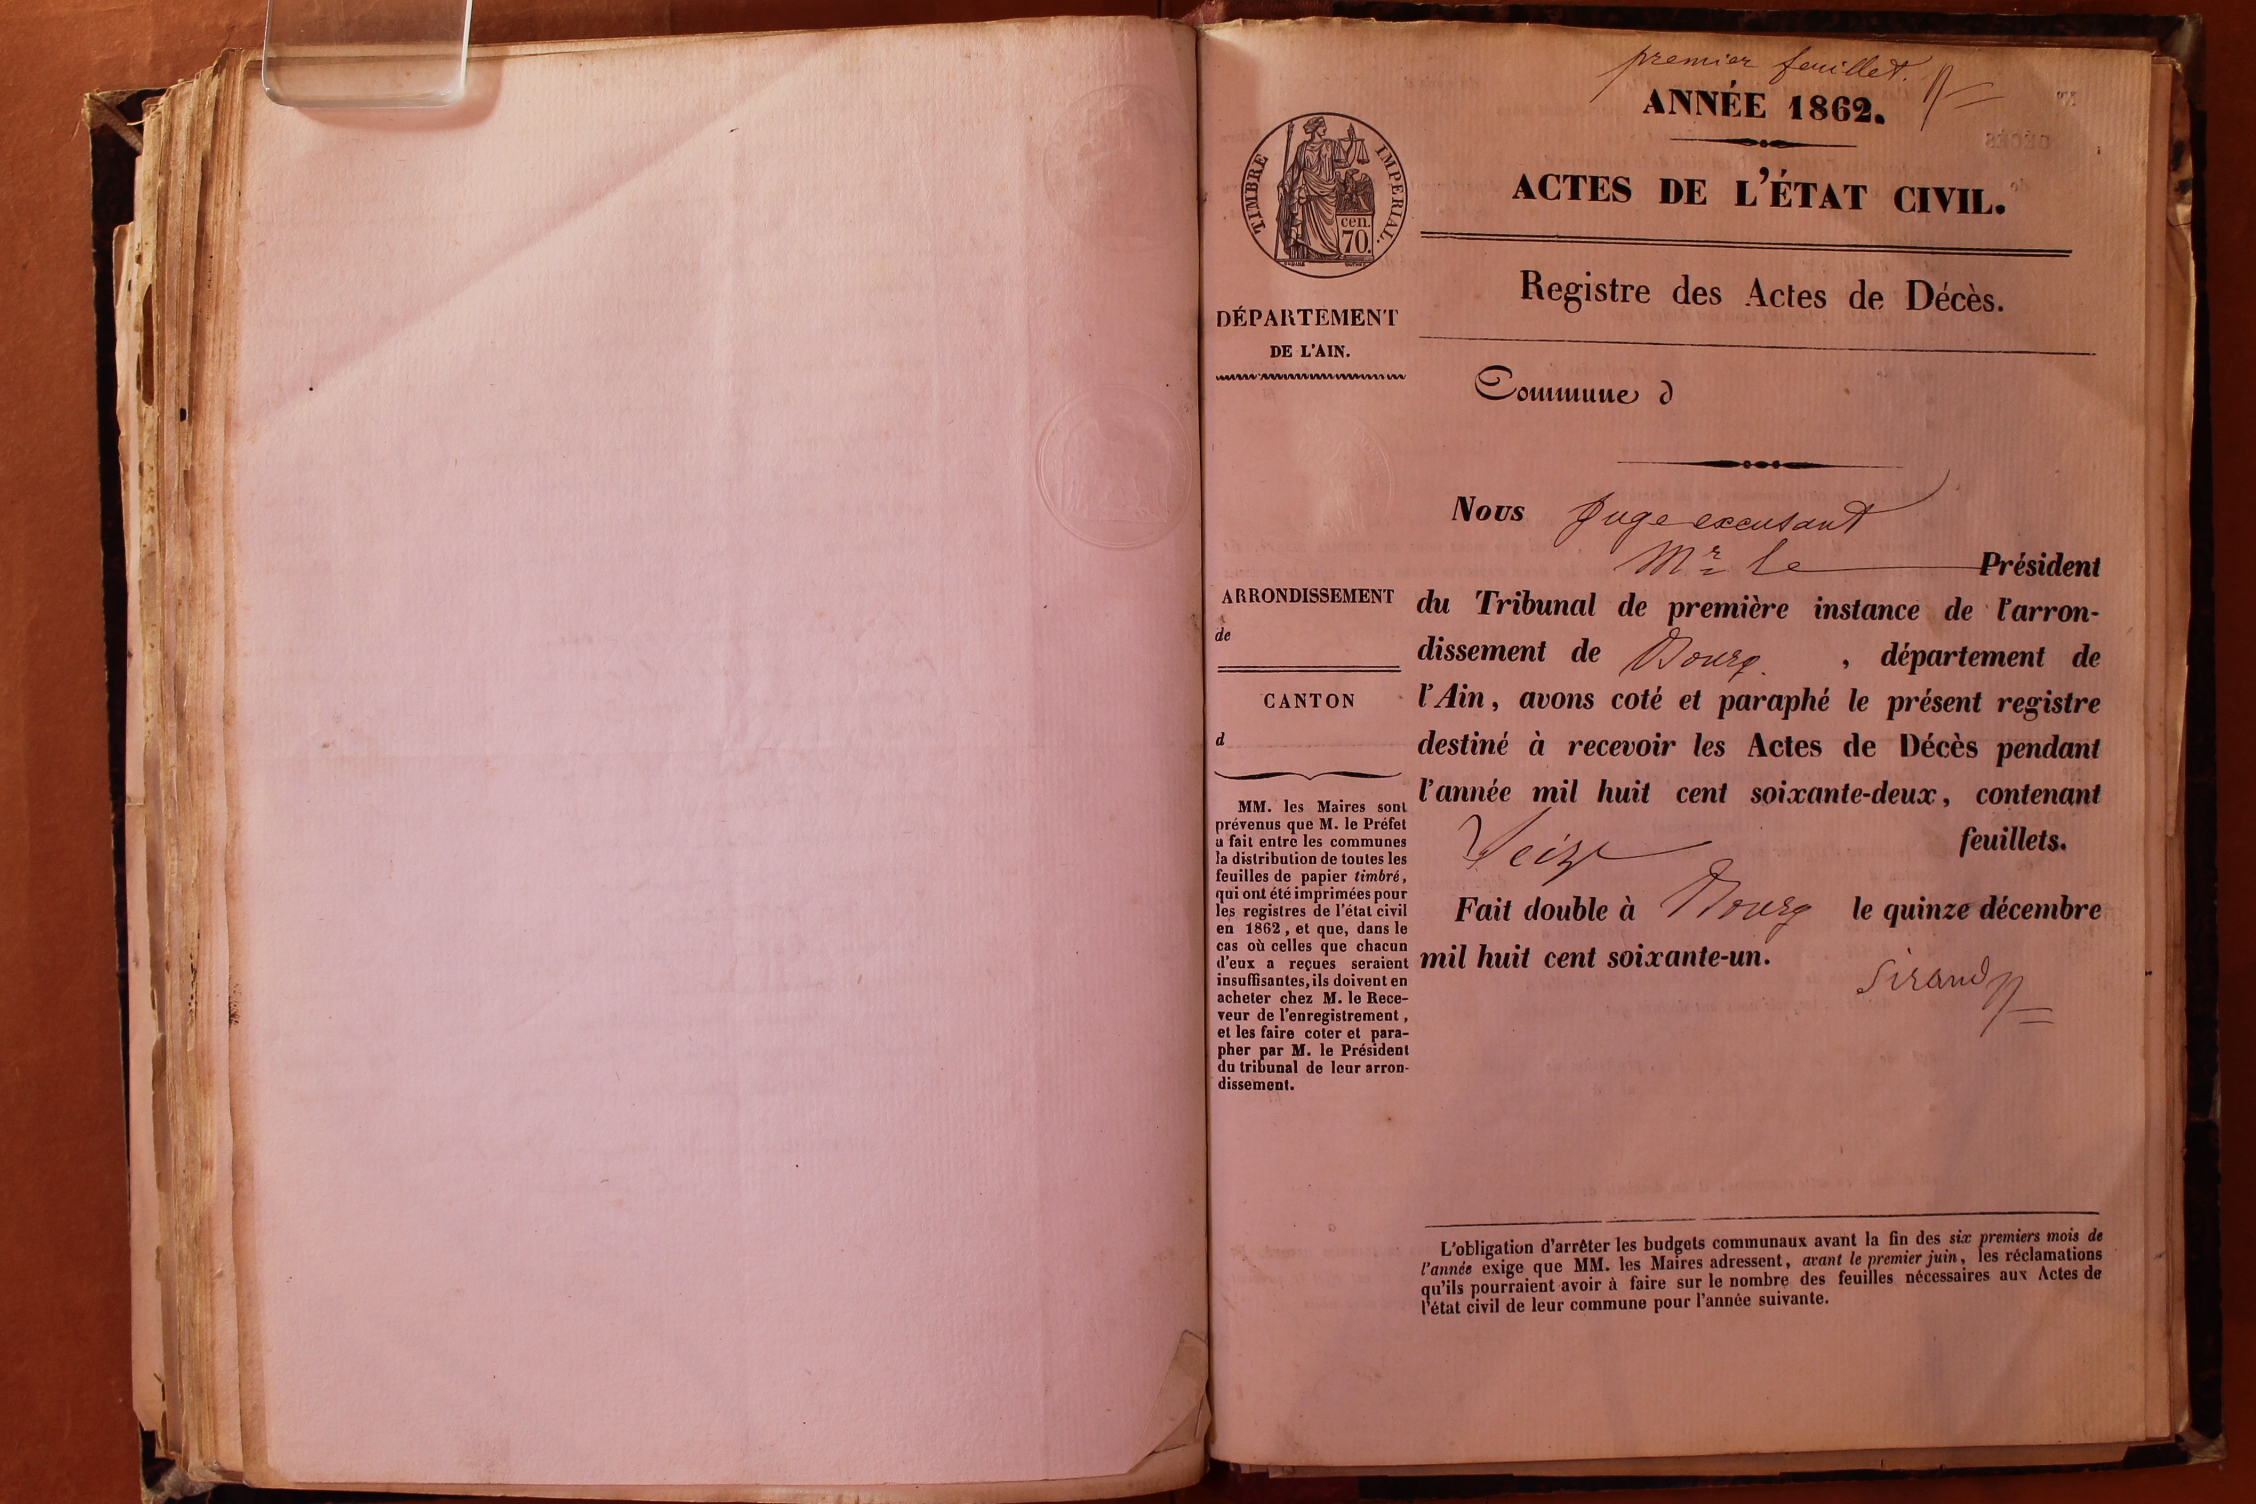 premier feuillet.
ANNÉE 1862.
TIMBRE IMPERIAL.
cen.
70.
ACTES DE L'ÉTAT CIVIL.
Registre des Actes de Décès.
DÉPARTEMENT
DE L'AIN.
Commune d
Nous Juge excusant
Mr le Président
ARRONDISSEMENT
de
CANTON
d
du Tribunal de première instance de l'arron-
dissement de Bourg. , département de
l'Ain, avons coté et paraphé le présent registre
destiné à recevoir les Actes de Décès pendant
l'année mil huit cent soixante-deux, contenant
Seize feuillets.
Fait double à Bourg le quinze décembre
mil huit cent soixante-un.
Sirand
MM. les Maires sont
prévenus que M. le Préfet
a fait entre les communes
la distribution de toutes les
feuilles de papier timbré,
qui ont été imprimées pour
les registres de l'état civil
en 1862, et que, dans le
cas où celles que chacun
d'eux a reçues seraient
insuffisantes, ils doivent en
acheter chez M. le Rece-
veur de l'enregistrement,
et les faire coter et para-
pher par M. le Président
du tribunal de leur arron-
dissement.
L'obligation d'arrêter les budgets communaux avant la fin des six premiers mois de
l'année exige que MM. les Maires adressent, avant le premier juin, les réclamations
qu'ils pourraient avoir à faire sur le nombre des feuilles nécessaires aux Actes de
l'état civil de leur commune pour l'année suivante.